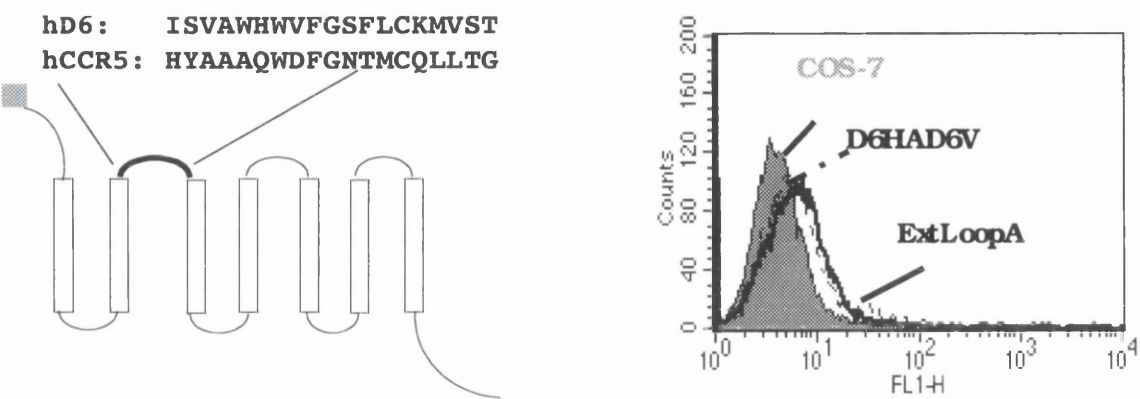 hD6: ISVAWHWVFGSFLCKMVST
hCCR5: HYAAAQWDFGNTMCQLLTG
COS-7
D6HAD6V
ExtLoopA
Counts
200
160
120
80
40
0
10^0 10^1 10^2 10^3 10^4
FL1-H